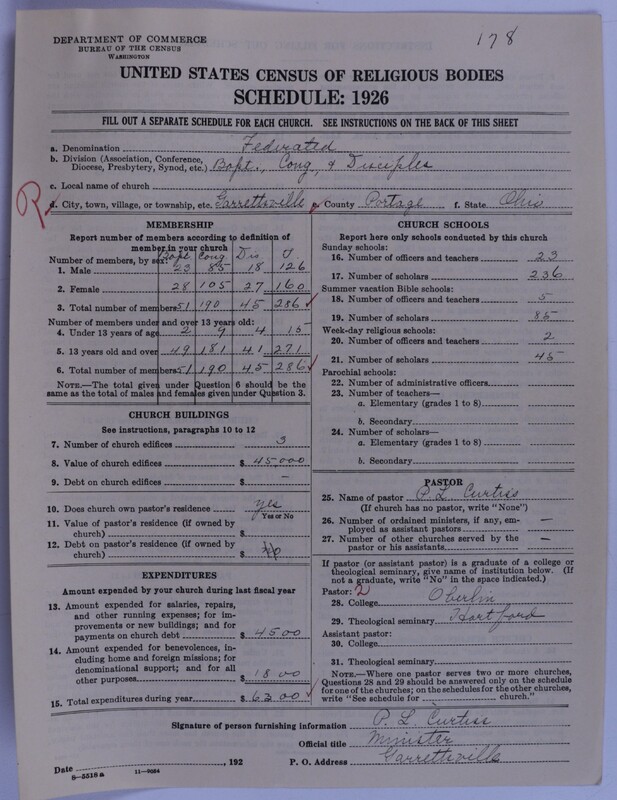 178
DEPARTMENT OF COMMERCE
BUREAU OF THE CENSUS
WASHINGTON
UNITED STATES CENSUS OF RELIGIOUS BODIES
SCHEDULE: 1926
FILL OUT A SEPARATE SCHEDULE FOR EACH CHURCH. SEE INSTRUCTIONS ON THE BACK OF THIS SHEET
a. Denomination Federated
b. Division (Association, Conference, Diocese, Presbytery, Synod, etc.) Bapt., Cong, & Disciples
c. Local name of church
R d. City, town, village, or township, etc. Garrettsville e. County Portage f. State Ohio
MEMBERSHIP
Report number of members according to definition of member in your church
Bapt Cong Dis T
Number of members, by sex:
1. Male 23 85 18 126
2. Female 28 105 27 160
3. Total number of members 51 190 45 286
Number of members under and over 13 years old:
4. Under 13 years of age 2 9 4 15
5. 13 years old and over 49 181 41 271
6. Total number of members 51 190 45 286
NOTE.—The total given under Question 6 should be the
same as the total of males and females given under Question 3.
CHURCH BUILDINGS
See instructions, paragraphs 10 to 12
7. Number of church edifices 3
8. Value of church edifices $ 45,000
9. Debt on church edifices $ —
10. Does church own pastor's residence yes
Yes or No
11. Value of pastor's residence (if owned by
church) $
12. Debt on pastor's residence (if owned by
church) $
EXPENDITURES
Amount expended by your church during last fiscal year
13. Amount expended for salaries, repairs,
and other running expenses; for im-
provements or new buildings; and for
payments on church debt $ 4500
14. Amount expended for benevolences, in-
cluding home and foreign missions; for
denominational support; and for all
other purposes $ 1800
15. Total expenditures during year $ 6300
CHURCH SCHOOLS
Report here only schools conducted by this church
Sunday schools:
16. Number of officers and teachers 23
17. Number of scholars 236
Summer vacation Bible schools:
18. Number of officers and teachers 5
19. Number of scholars 85
Week-day religious schools:
20. Number of officers and teachers 2
21. Number of scholars 45
Parochial schools:
22. Number of administrative officers
23. Number of teachers—
a. Elementary (grades 1 to 8)
b. Secondary
24. Number of scholars—
a. Elementary (grades 1 to 8)
b. Secondary
PASTOR
25. Name of pastor P. L. Curtiss
(If church has no pastor, write "None")
26. Number of ordained ministers, if any, em-
ployed as assistant pastors —
27. Number of other churches served by the
pastor or his assistants —
If pastor (or assistant pastor) is a graduate of a college or
theological seminary, give name of institution below. (If
not a graduate, write "No" in the space indicated.)
Pastor: 2
28. College Oberlin
29. Theological seminary Hartford
Assistant pastor:
30. College
31. Theological seminary
NOTE.—Where one pastor serves two or more churches,
Questions 28 and 29 should be answered only on the schedule
for one of the churches; on the schedules for the other churches,
write "See schedule for church."
Signature of person furnishing information P. L. Curtiss
Official title Minister
Date , 192 P. O. Address Garrettsville
8—5518 a 11—9064